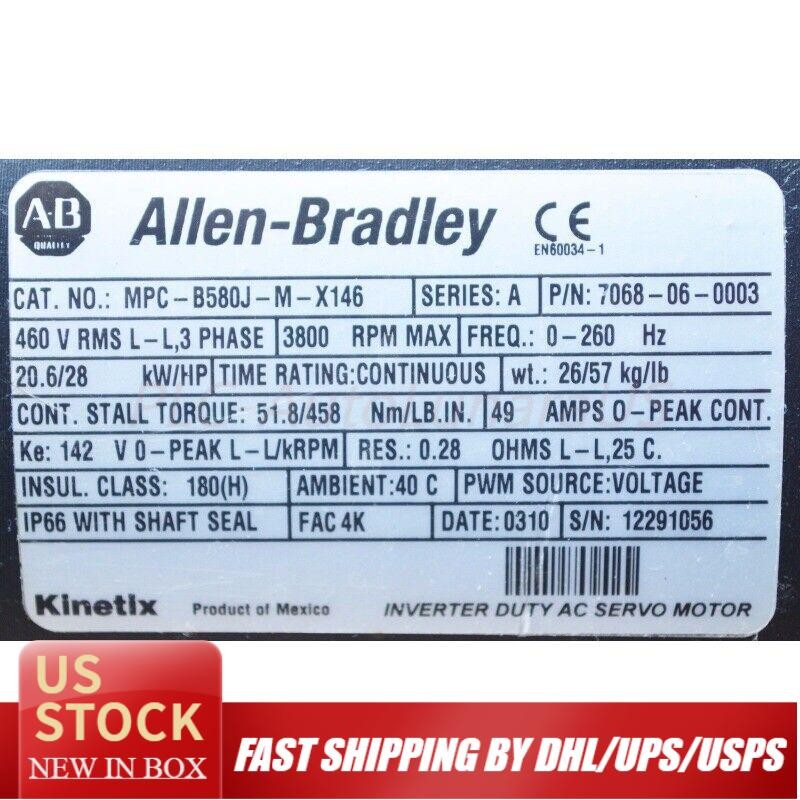 A-B
QUALITY
Allen-Bradley
CE
EN60034-1
CAT. NO.: MPC-B580J-M-X146 SERIES: A P/N: 7068-06-0003
460 V RMS L-L,3 PHASE 3800 RPM MAX FREQ.: 0-260 Hz
20.6/28 kW/HP TIME RATING:CONTINUOUS wt.: 26/57 kg/lb
CONT. STALL TORQUE: 51.8/458 Nm/LB.IN. 49 AMPS O-PEAK CONT.
Ke: 142 V O-PEAK L-L/kRPM RES.: 0.28 OHMS L-L,25 C.
INSUL. CLASS: 180(H) AMBIENT:40 C PWM SOURCE:VOLTAGE
IP66 WITH SHAFT SEAL FAC 4K DATE:0310 S/N: 12291056
Kinetix Product of Mexico INVERTER DUTY AC SERVO MOTOR
US
STOCK
NEW IN BOX
FAST SHIPPING BY DHL/UPS/USPS